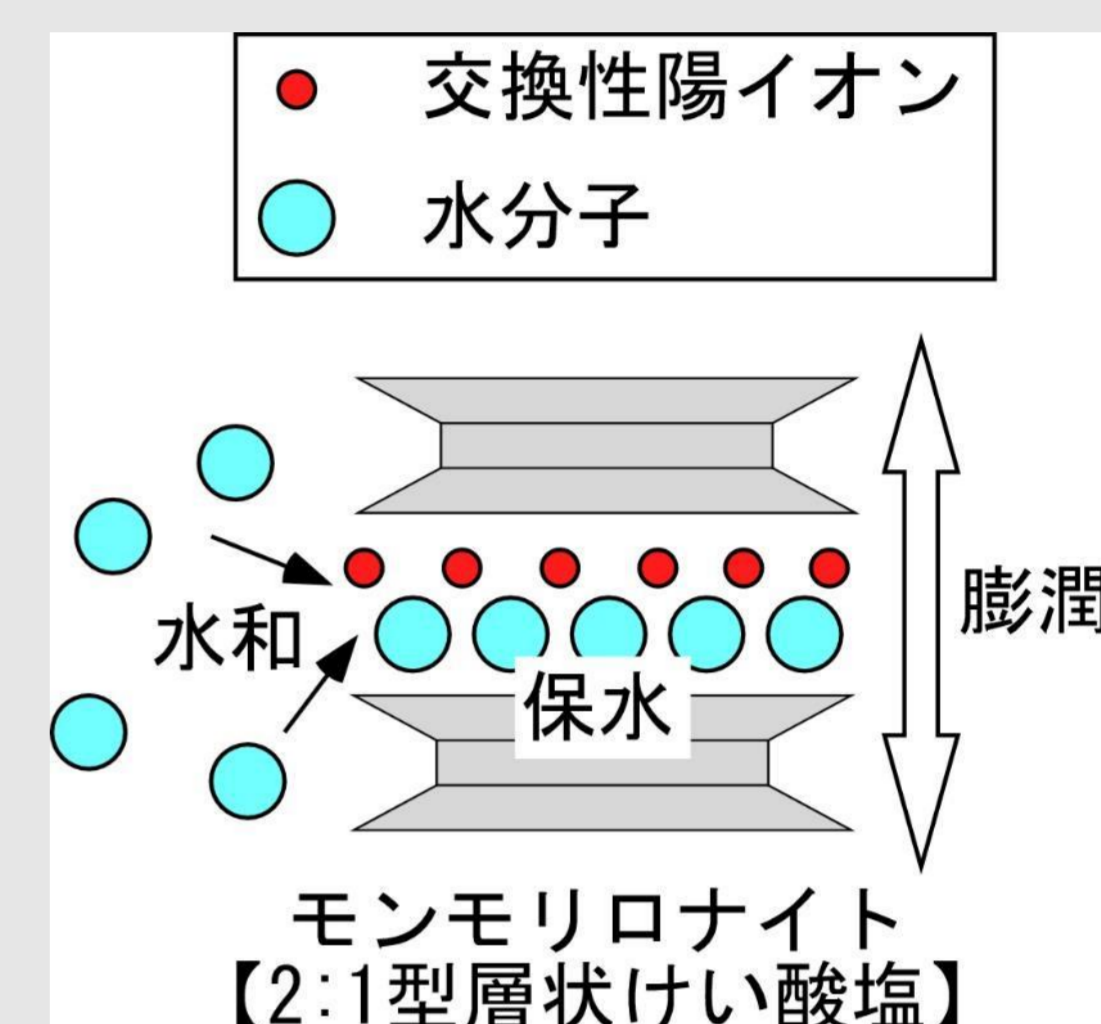 交換性陽イオン
水分子
水和
膨潤
保水
モンモリロナイト
【2:1型層状けい酸塩】